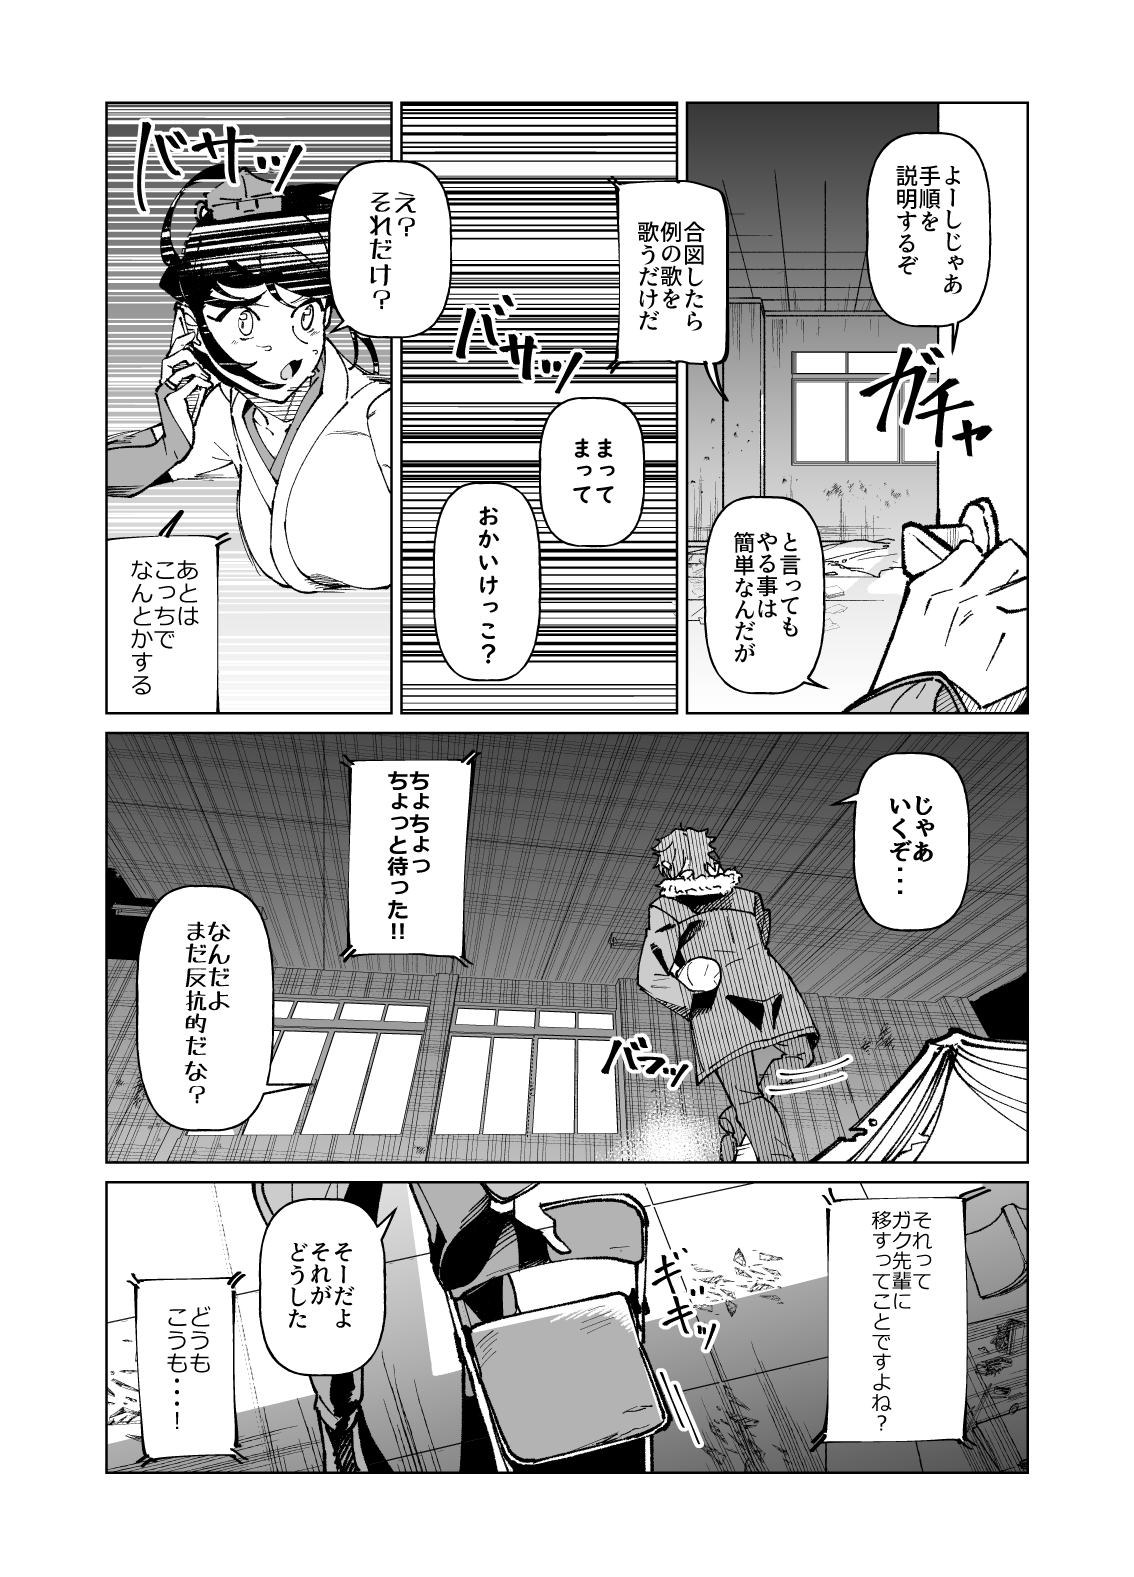 よーしじゃあ
手順を
説明するぞ
ガチャ
と言っても
やる事は
簡単なんだが
合図したら
例の歌を
歌うだけだ
バサッ
まって
まって
おかいけっこ？
え？
それだけ？
バサッ
あとは
こっちで
なんとかする
じゃあ
いくぞ・・・
バフッ
ちょちょっ
ちょっと待った!!
なんだよ
まだ反抗的だな？
それって
ガク先輩に
移すってことですよね？
ギギギッ
そーだよ
それが
どうした
どうも
こうも・・・！